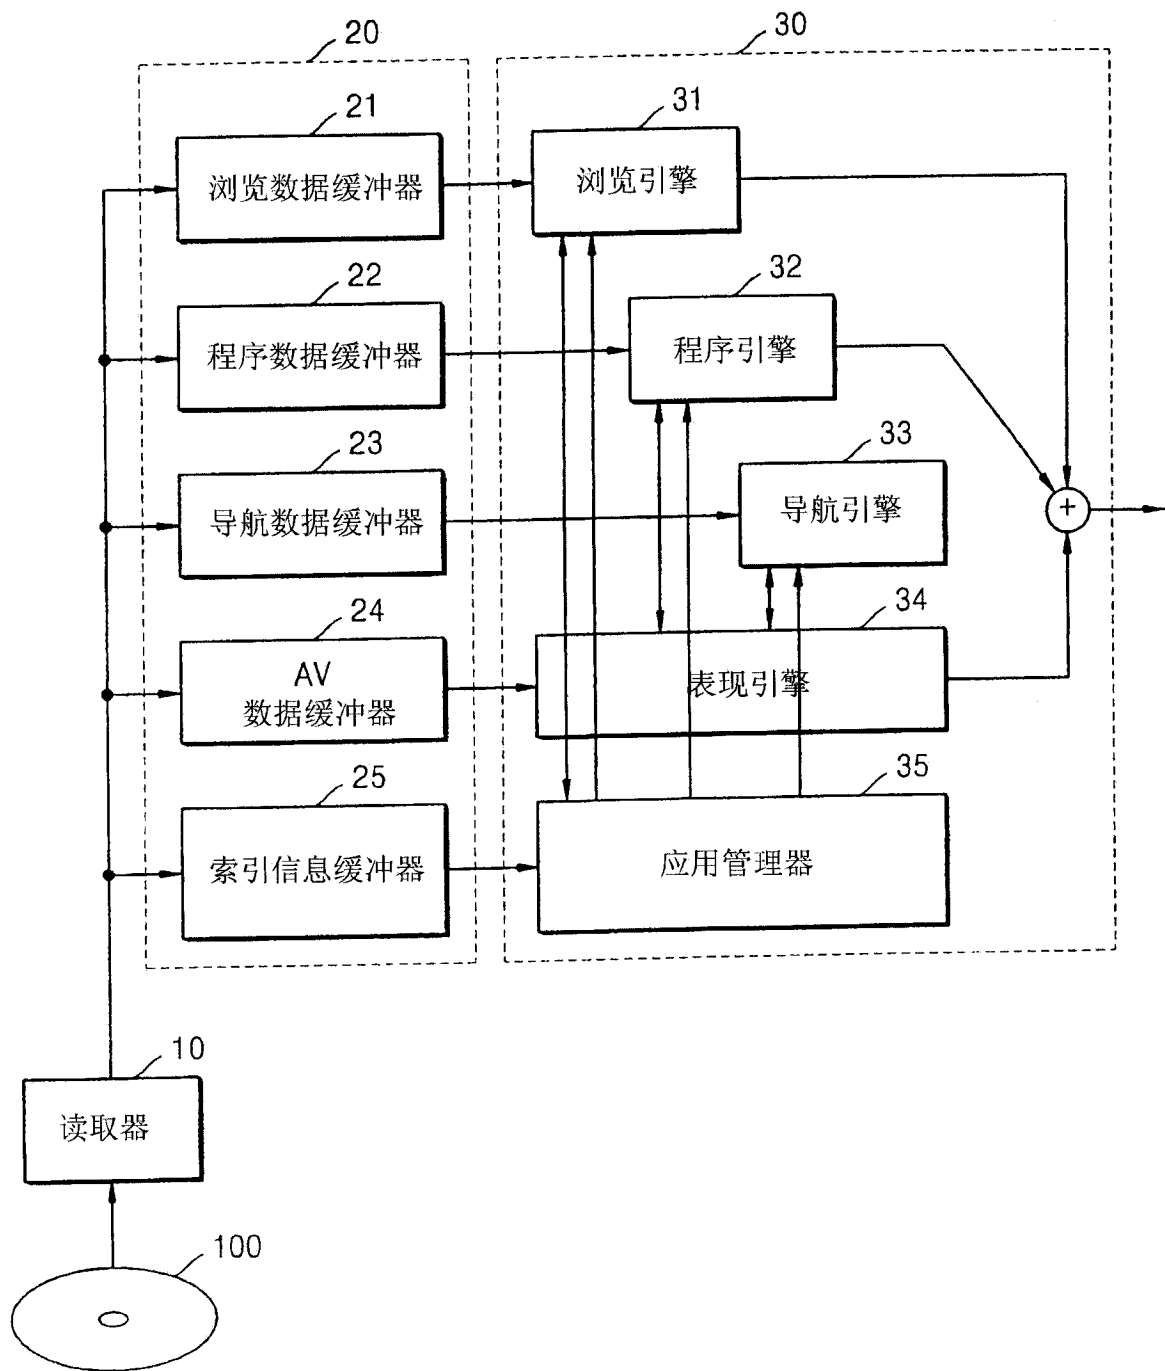 20
30
21
31
浏览数据缓冲器
浏览引擎
22
32
程序数据缓冲器
程序引擎
23
33
导航数据缓冲器
导航引擎
+
24
34
AV
数据缓冲器
表现引擎
25
35
索引信息缓冲器
应用管理器
10
读取器
100